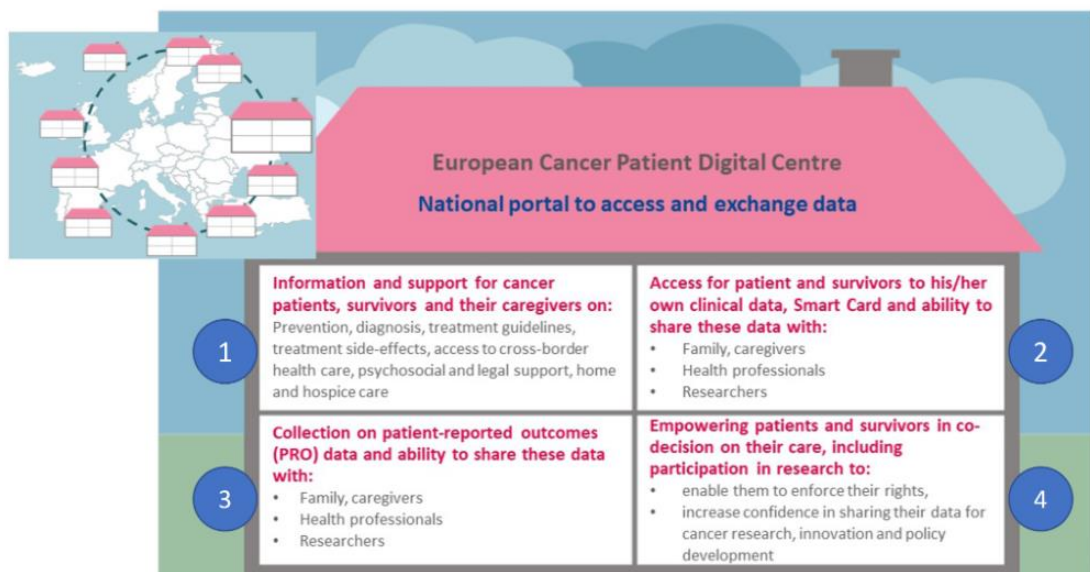 European Cancer Patient Digital Centre
National portal to access and exchange data
1
Information and support for cancer
patients, survivors and their caregivers on:
Prevention, diagnosis, treatment guidelines,
treatment side-effects, access to cross-border
health care, psychosocial and legal support, home
and hospice care
2
Access for patient and survivors to his/her
own clinical data, Smart Card and ability to
share these data with:
• Family, caregivers
• Health professionals
• Researchers
3
Collection on patient-reported outcomes
(PRO) data and ability to share these data
with:
• Family, caregivers
• Health professionals
• Researchers
4
Empowering patients and survivors in co-
decision on their care, including
participation in research to:
• enable them to enforce their rights,
• increase confidence in sharing their data for
cancer research, innovation and policy
development